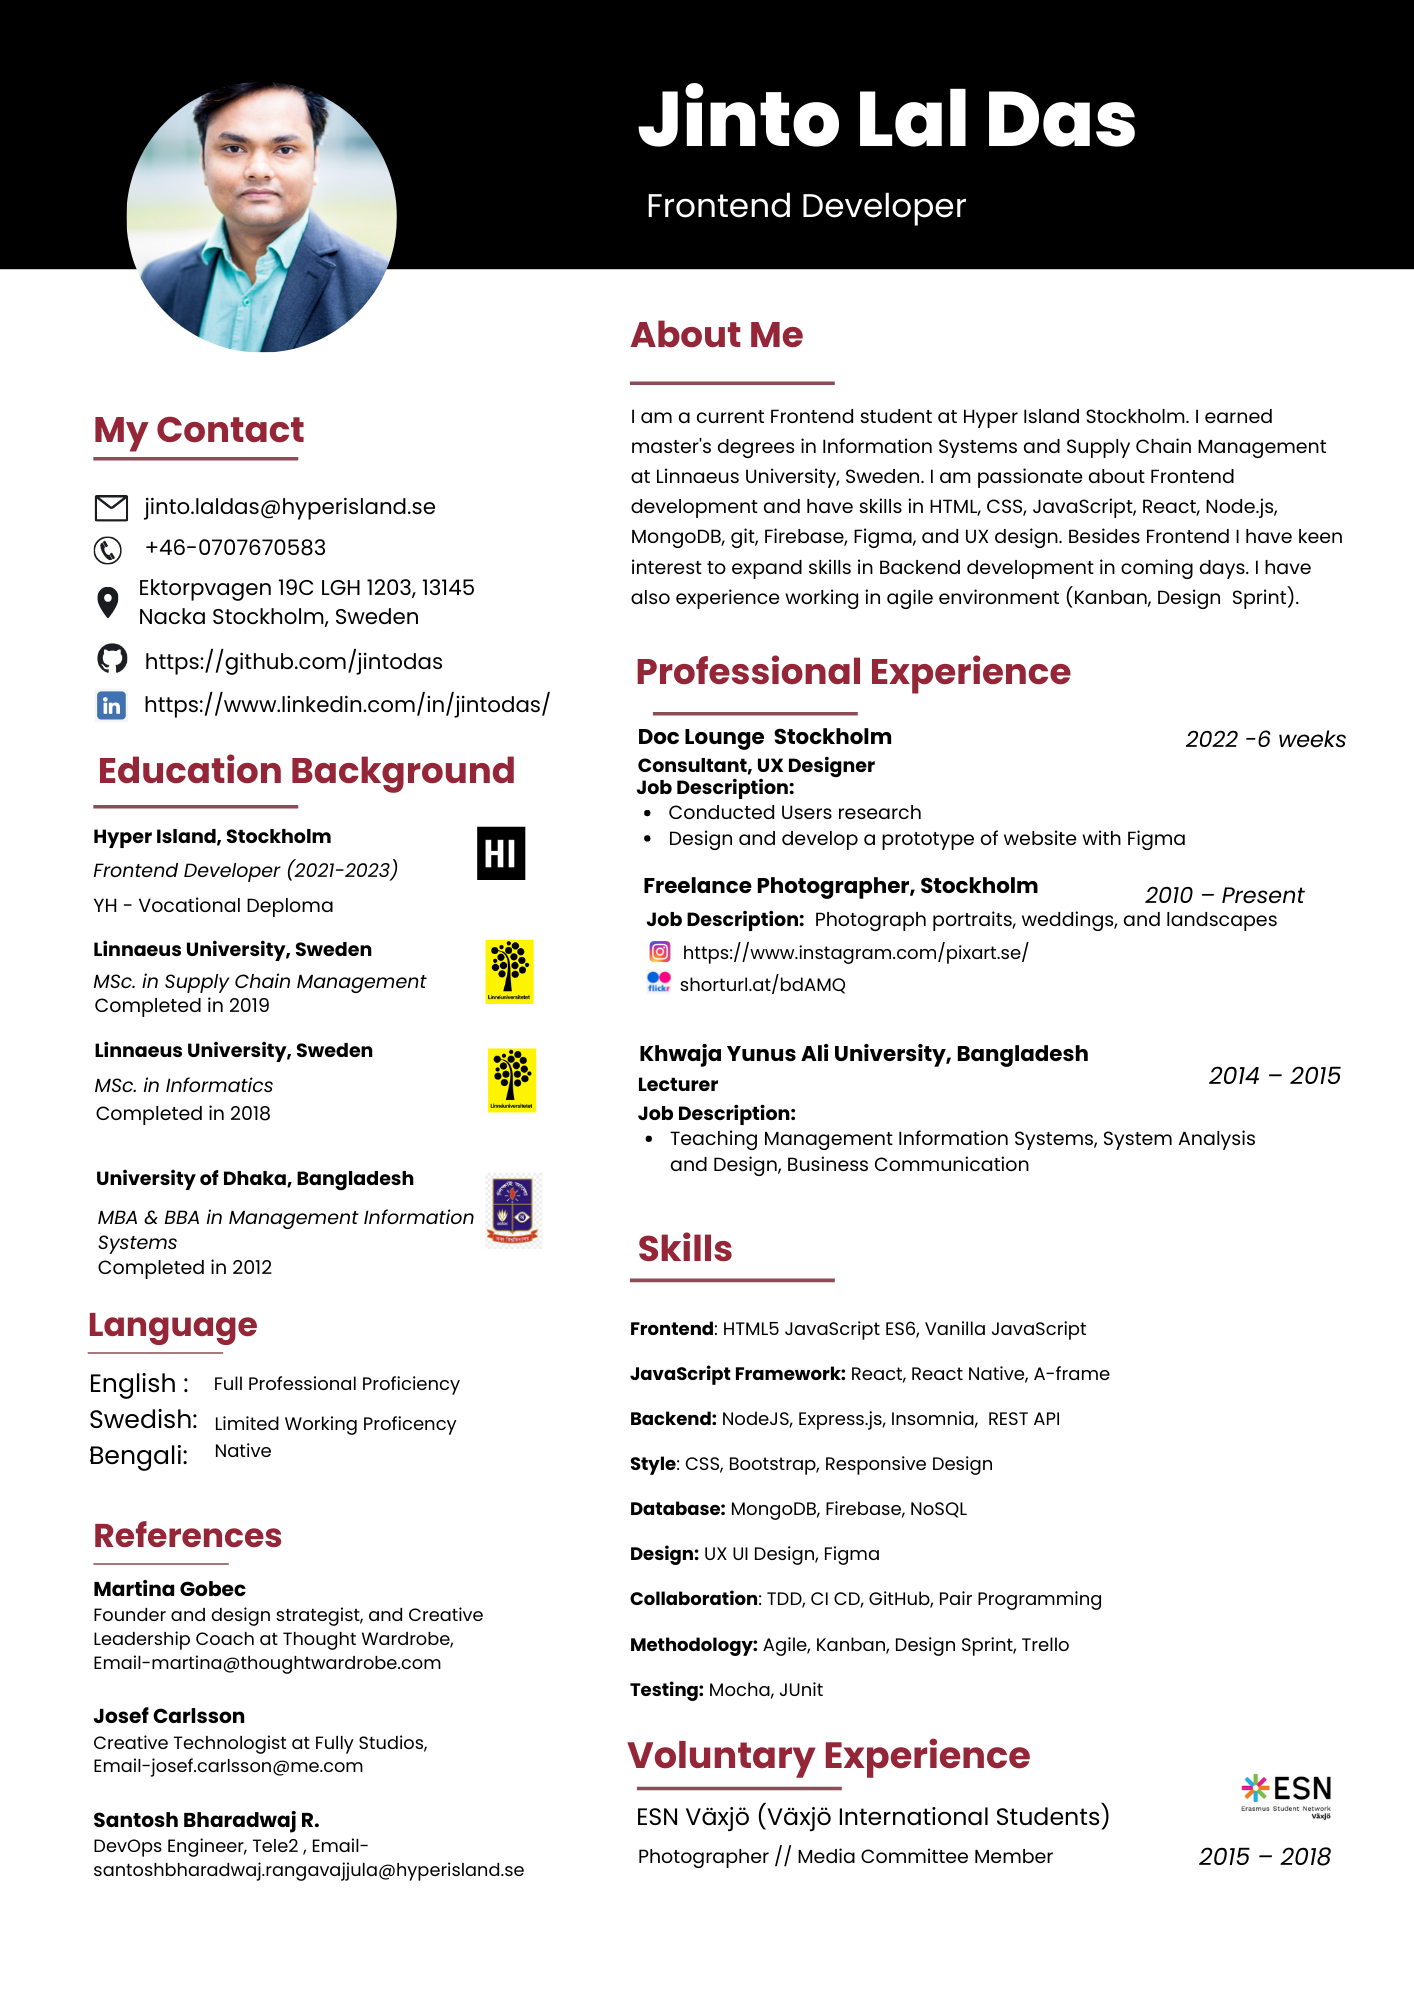 Jinto Lal Das
Frontend Developer
My Contact
jinto.laldas@hyperisland.se
+46-0707670583
Ektorpvagen 19C LGH 1203, 13145
Nacka Stockholm, Sweden
https://github.com/jintodas
in https://www.linkedin.com/in/jintodas/
Education Background
Hyper Island, Stockholm
HI
Frontend Developer (2021-2023)
YH - Vocational Deploma
Linnaeus University, Sweden
MSc. in Supply Chain Management
Linnéuniversitetet
Completed in 2019
Linnaeus University, Sweden
MSc. in Informatics
Linnéuniversitetet
Completed in 2018
University of Dhaka, Bangladesh
MBA & BBA in Management Information
Systems
Completed in 2012
Language
English : Full Professional Proficiency
Swedish: Limited Working Proficency
Bengali: Native
References
Martina Gobec
Founder and design strategist, and Creative
Leadership Coach at Thought Wardrobe,
Email-martina@thoughtwardrobe.com
Josef Carlsson
Creative Technologist at Fully Studios,
Email-josef.carlsson@me.com
Santosh Bharadwaj R.
DevOps Engineer, Tele2 , Email-
santoshbharadwaj.rangavajjula@hyperisland.se
About Me
I am a current Frontend student at Hyper Island Stockholm. I earned
master's degrees in Information Systems and Supply Chain Management
at Linnaeus University, Sweden. I am passionate about Frontend
development and have skills in HTML, CSS, JavaScript, React, Node.js,
MongoDB, git, Firebase, Figma, and UX design. Besides Frontend I have keen
interest to expand skills in Backend development in coming days. I have
also experience working in agile environment (Kanban, Design Sprint).
Professional Experience
Doc Lounge Stockholm 2022 -6 weeks
Consultant, UX Designer
Job Description:
• Conducted Users research
• Design and develop a prototype of website with Figma
Freelance Photographer, Stockholm 2010 – Present
Job Description: Photograph portraits, weddings, and landscapes
https://www.instagram.com/pixart.se/
flickr shorturl.at/bdAMQ
Khwaja Yunus Ali University, Bangladesh
2014 – 2015
Lecturer
Job Description:
• Teaching Management Information Systems, System Analysis
and Design, Business Communication
Skills
Frontend: HTML5 JavaScript ES6, Vanilla JavaScript
JavaScript Framework: React, React Native, A-frame
Backend: NodeJS, Express.js, Insomnia, REST API
Style: CSS, Bootstrap, Responsive Design
Database: MongoDB, Firebase, NoSQL
Design: UX UI Design, Figma
Collaboration: TDD, CI CD, GitHub, Pair Programming
Methodology: Agile, Kanban, Design Sprint, Trello
Testing: Mocha, JUnit
Voluntary Experience
ESN
Erasmus Student Network
Växjö
ESN Växjö (Växjö International Students)
Photographer // Media Committee Member 2015 – 2018